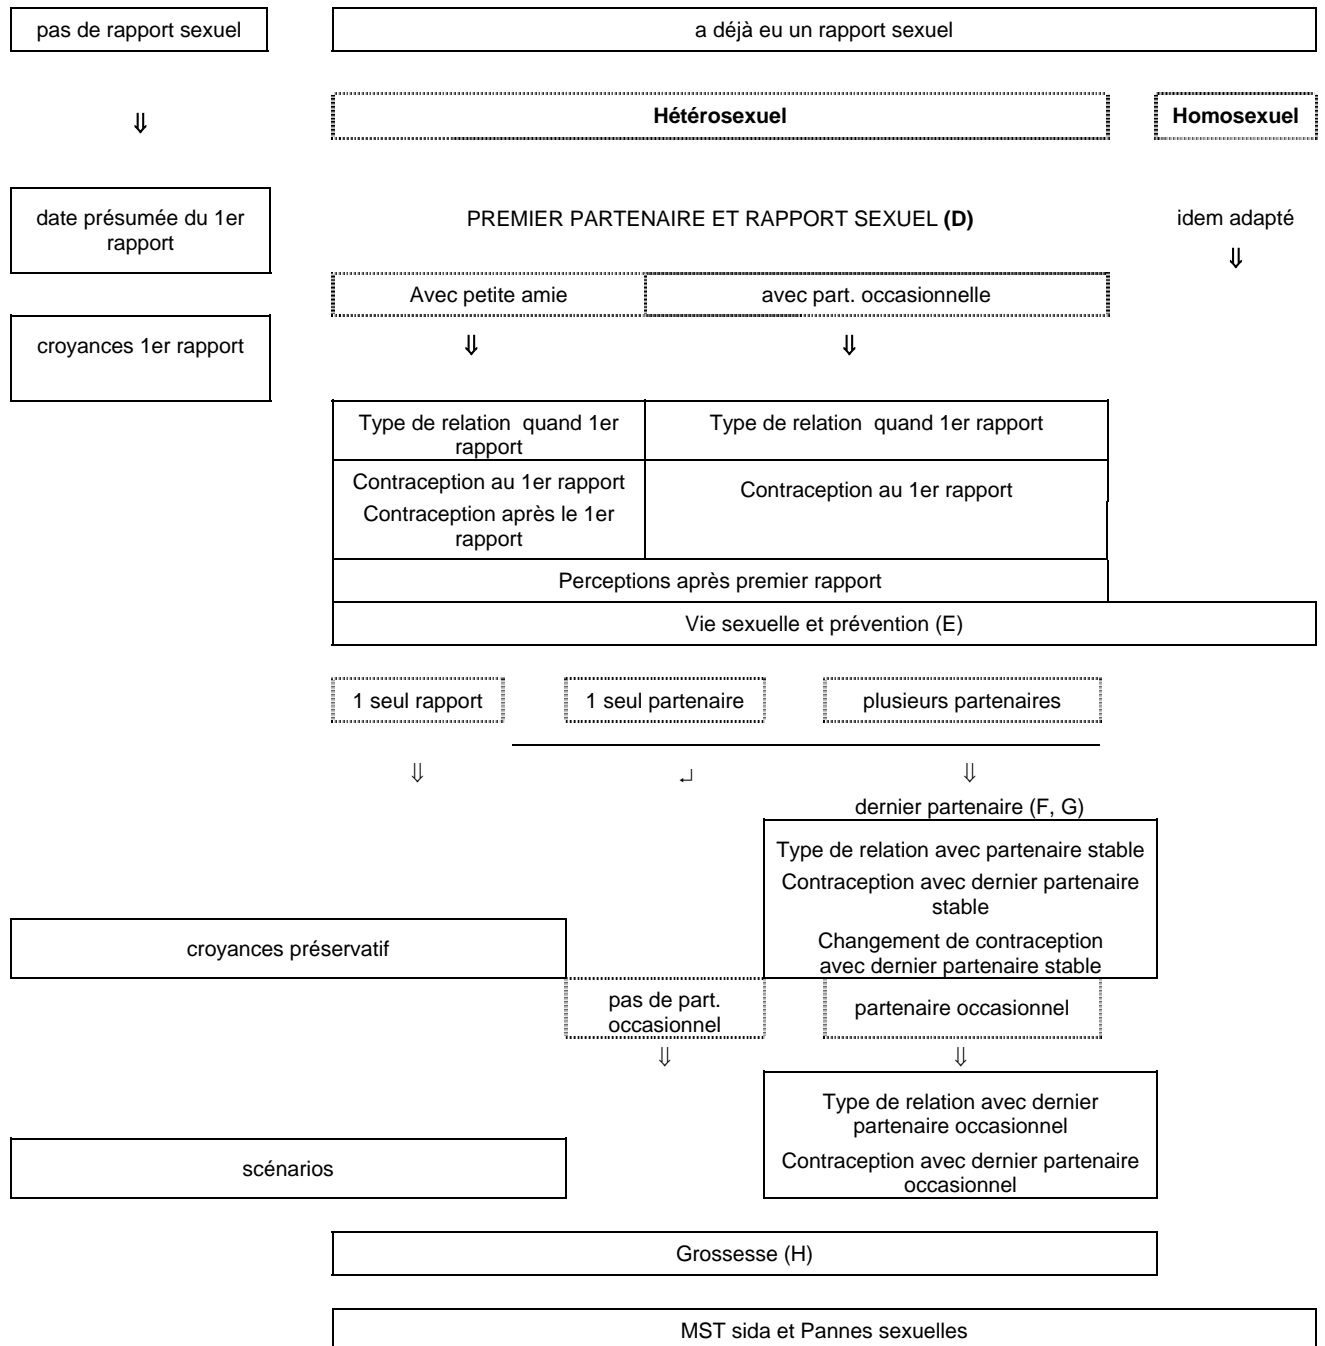 pas de rapport sexuel
a déjà eu un rapport sexuel
⇓
Hétérosexuel
Homosexuel
date présumée du 1er
rapport
PREMIER PARTENAIRE ET RAPPORT SEXUEL (D)
idem adapté
⇓
Avec petite amie
avec part. occasionnelle
croyances 1er rapport
⇓
⇓
Type de relation quand 1er
rapport
Type de relation quand 1er rapport
Contraception au 1er rapport
Contraception après le 1er
rapport
Contraception au 1er rapport
Perceptions après premier rapport
Vie sexuelle et prévention (E)
1 seul rapport
1 seul partenaire
plusieurs partenaires
⇓
↵
⇓
dernier partenaire (F, G)
Type de relation avec partenaire stable
Contraception avec dernier partenaire
stable
Changement de contraception
avec dernier partenaire stable
croyances préservatif
pas de part.
occasionnel
partenaire occasionnel
⇓
⇓
Type de relation avec dernier
partenaire occasionnel
Contraception avec dernier partenaire
occasionnel
scénarios
Grossesse (H)
MST sida et Pannes sexuelles